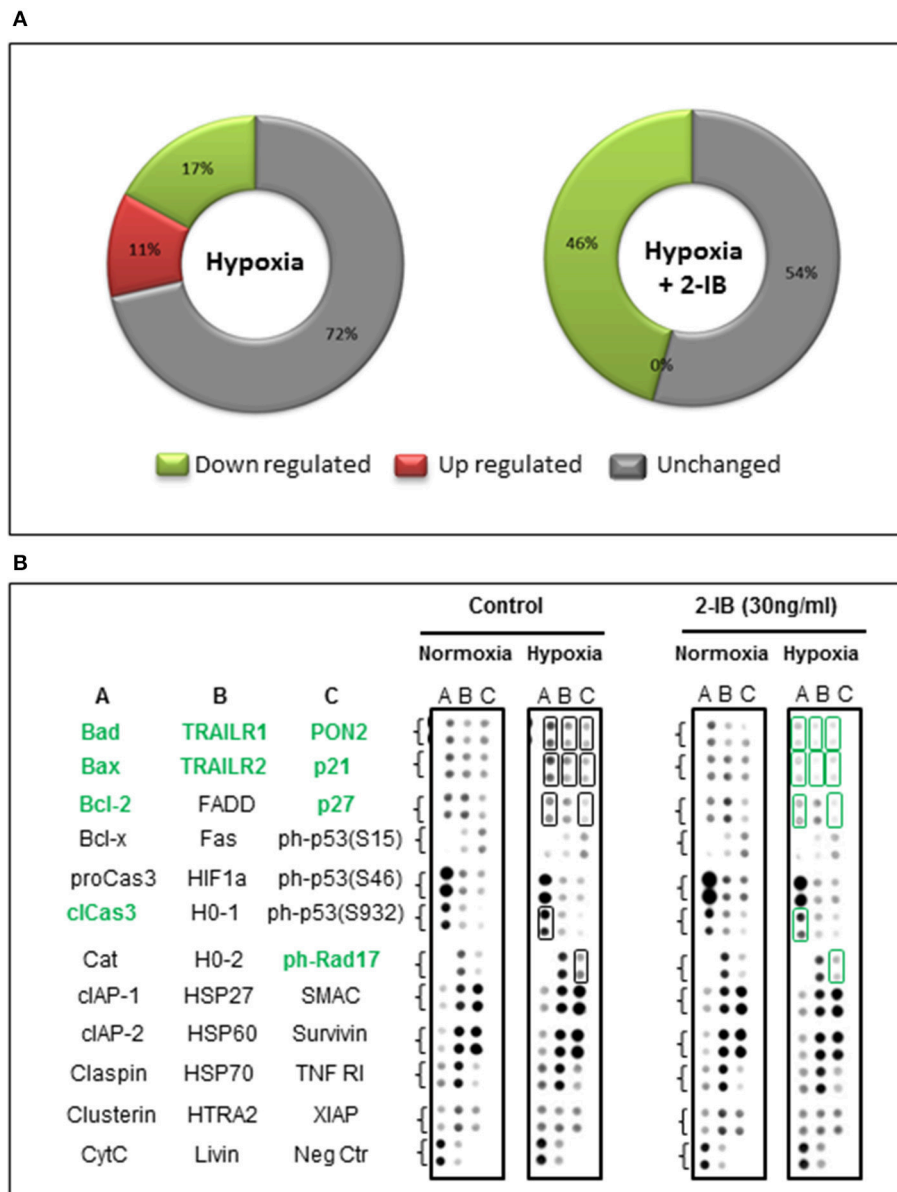 A
17%
11%
Hypoxia
72%
46%
Hypoxia
+ 2-IB
54%
0%
Down regulated Up regulated Unchanged
B
Control 2-IB (30ng/ml)
Normoxia Hypoxia Normoxia Hypoxia
A B C A B C A B C A B C A B C
Bad TRAILR1 PON2
Bax TRAILR2 p21
Bcl-2 FADD p27
Bcl-x Fas ph-p53(S15)
proCas3 HIF1a ph-p53(S46)
clCas3 H0-1 ph-p53(S932)
Cat H0-2 ph-Rad17
cIAP-1 HSP27 SMAC
cIAP-2 HSP60 Survivin
Claspin HSP70 TNF RI
Clusterin HTRA2 XIAP
CytC Livin Neg Ctr